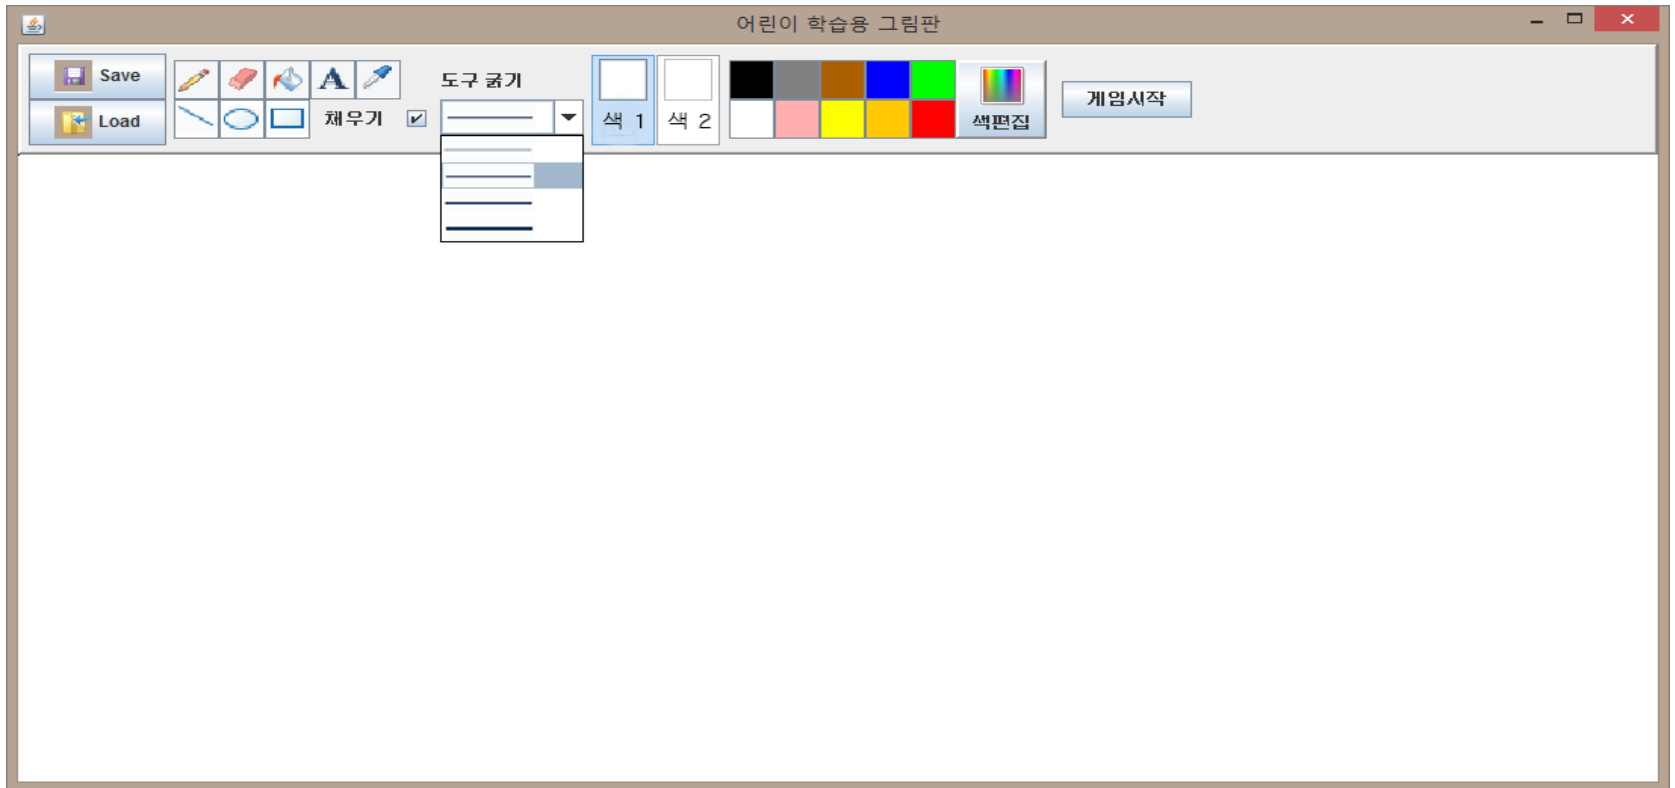 어린이 학습용 그림판
Save
Load
A
채우기
도구 굵기
색 1
색 2
색편집
게임시작